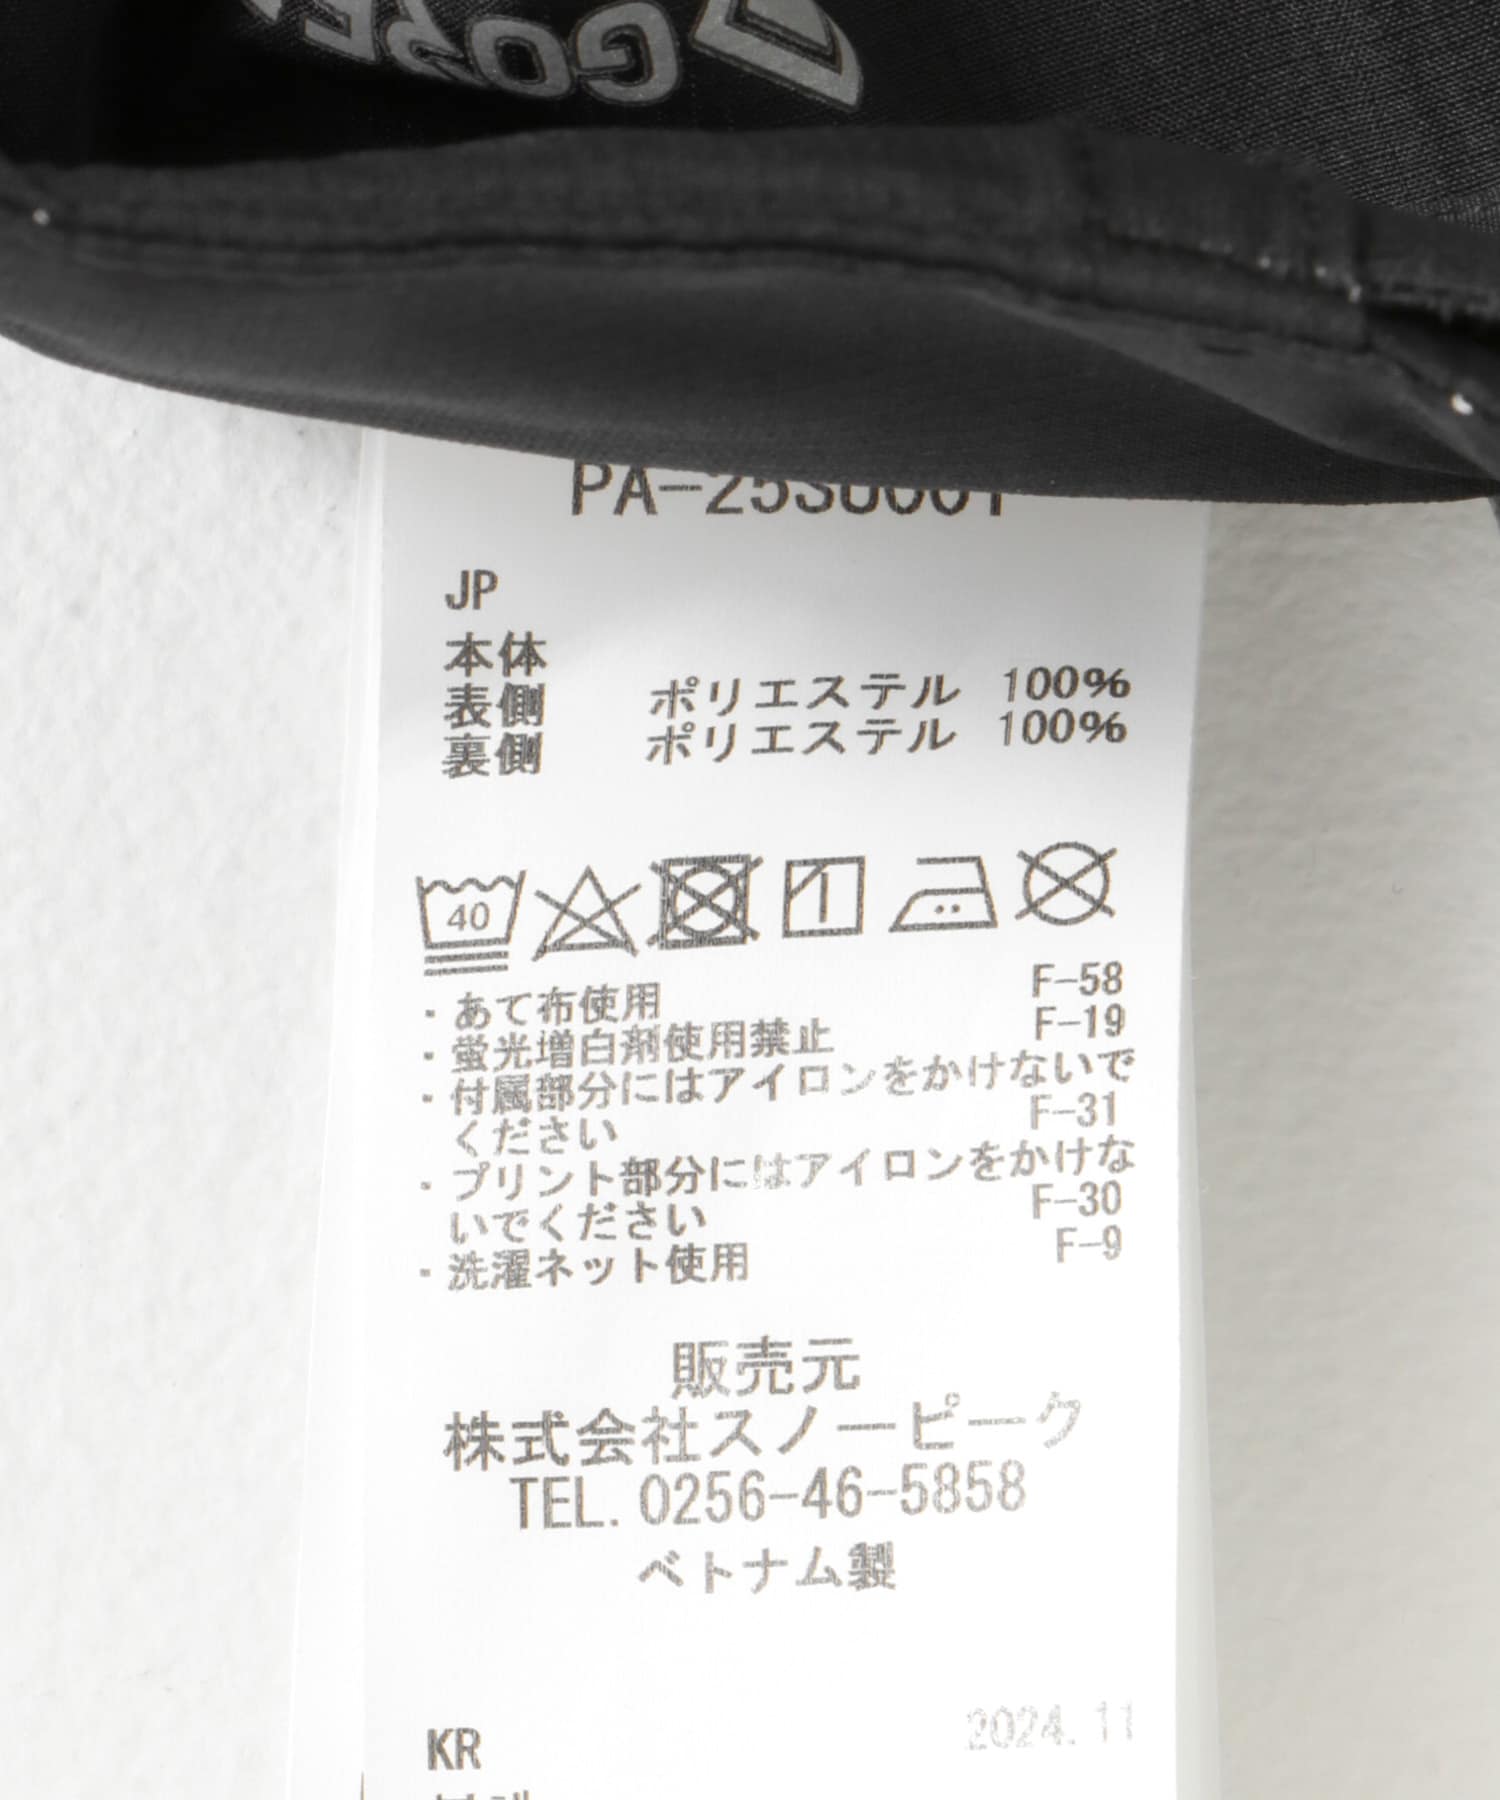 JP
本体
表側 ポリエステル 100%
裏側 ポリエステル 100%
40
・あて布使用 F-58
・蛍光増白剤使用禁止 F-19
・付属部分にはアイロンをかけないで
ください F-31
・プリント部分にはアイロンをかけな
いでください F-30
・洗濯ネット使用 F-9
販売元
株式会社スノーピーク
TEL. 0256-46-5858
ベトナム製
2024.11
KR